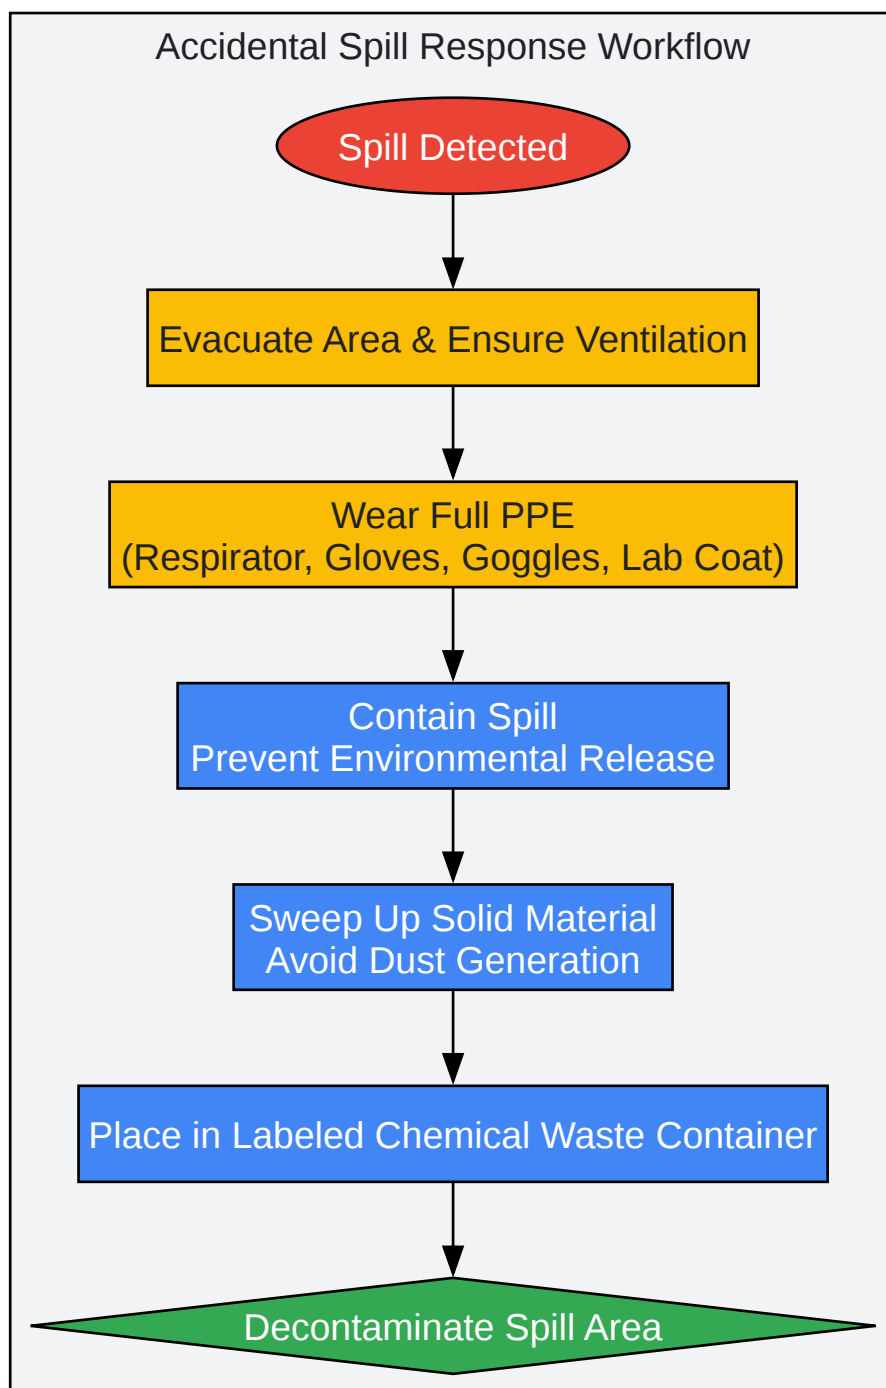 Accidental Spill Response Workflow
Spill Detected
Evacuate Area & Ensure Ventilation
Wear Full PPE
(Respirator, Gloves, Goggles, Lab Coat)
Contain Spill
Prevent Environmental Release
Sweep Up Solid Material
Avoid Dust Generation
Place in Labeled Chemical Waste Container
Decontaminate Spill Area